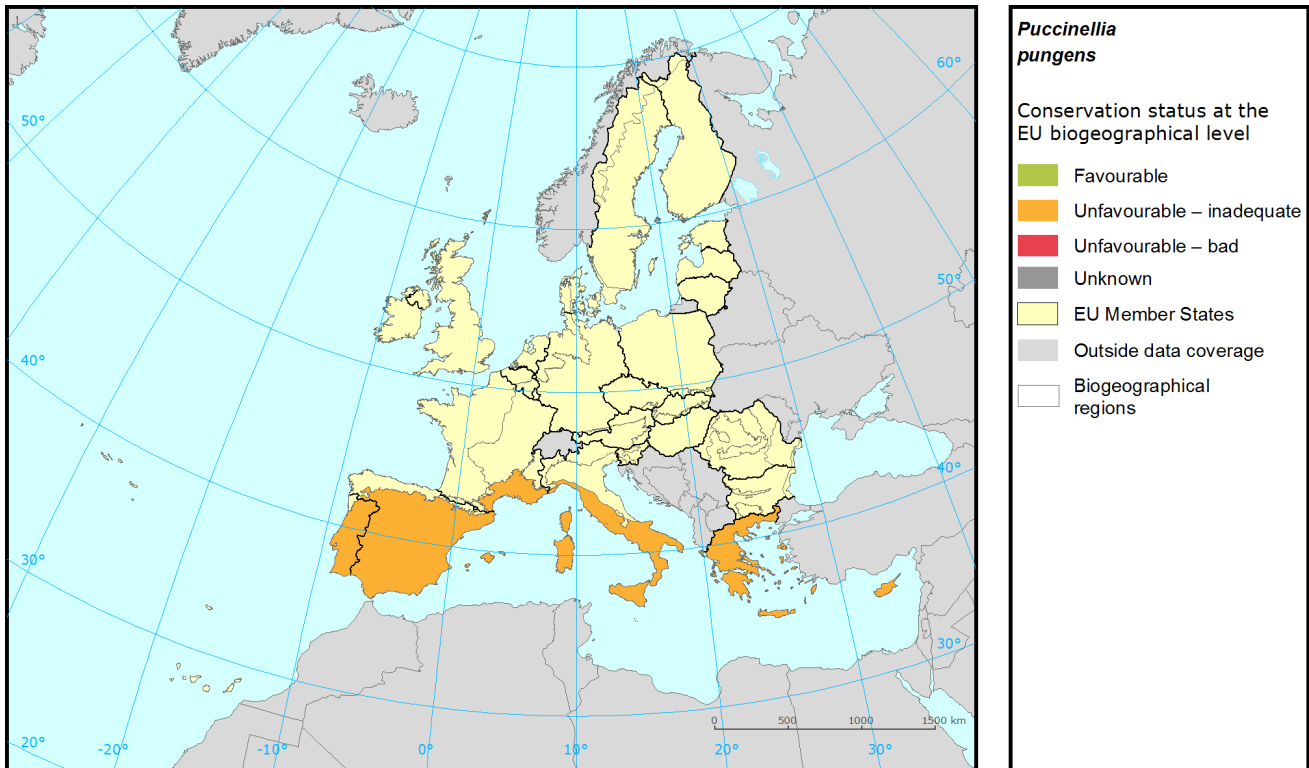 60°
50°
50°
40°
40°
30°
30°
20°
-20°
-10°
0°
10°
20°
30°
0 500 1000 1500 km
Puccinellia
pungens
Conservation status at the
EU biogeographical level
Favourable
Unfavourable – inadequate
Unfavourable – bad
Unknown
EU Member States
Outside data coverage
Biogeographical
regions